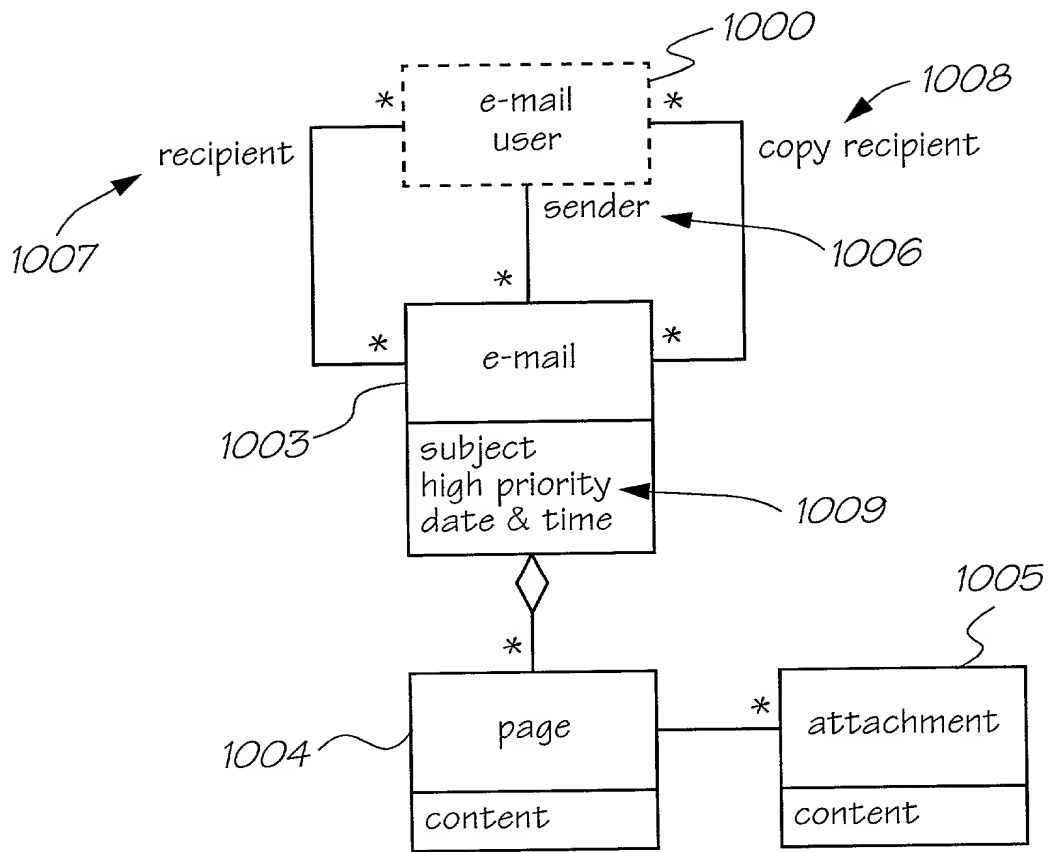 1000
*
e-mail
user
*
1008
recipient
copy recipient
1007
sender
1006
*
*
e-mail
*
1003
subject
high priority
date & time
1009
1005
*
page
*
attachment
1004
content
content